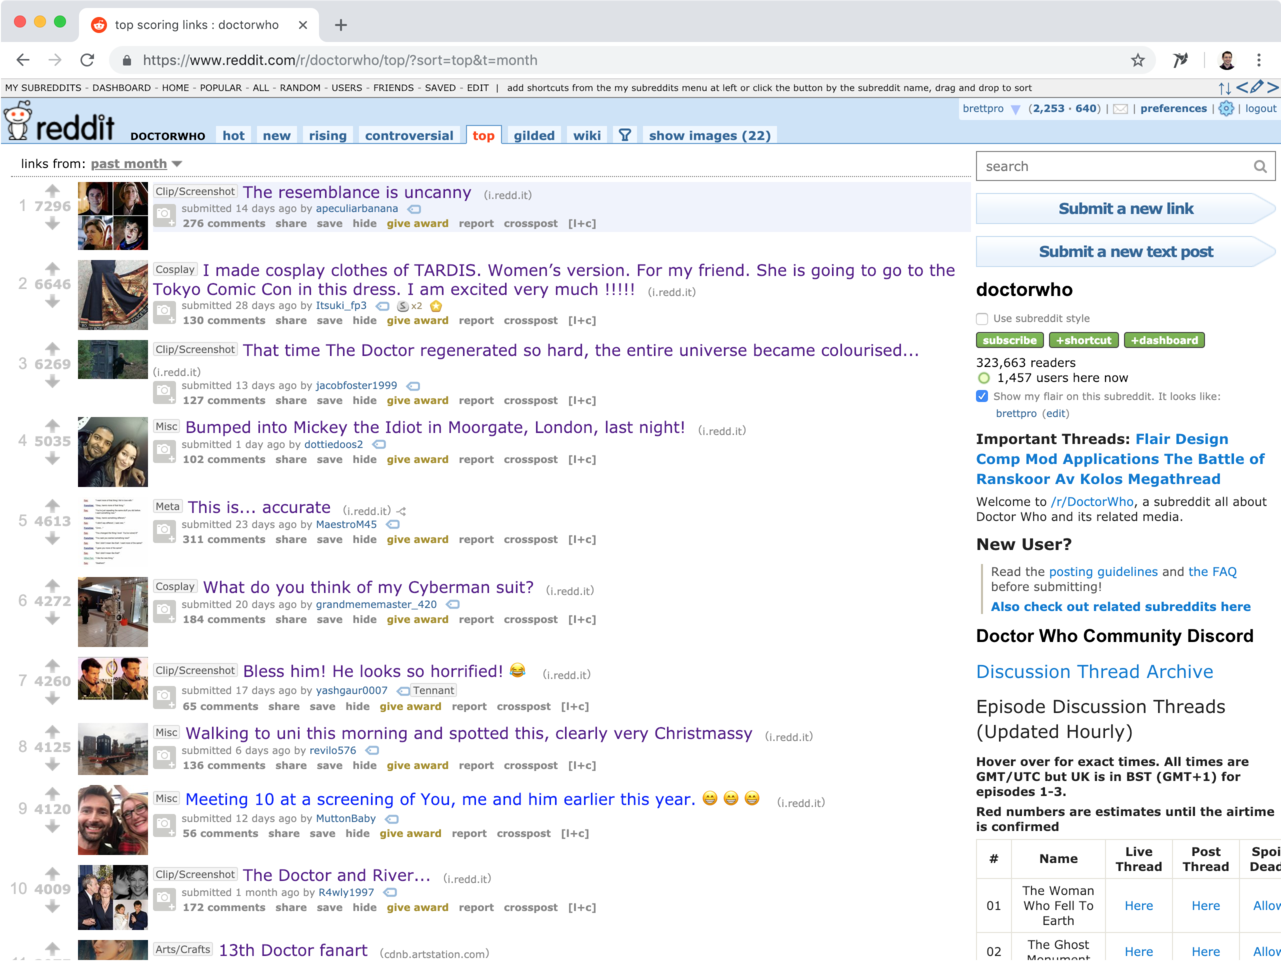 top scoring links : doctorwho
https://www.reddit.com/r/doctorwho/top/?sort=top&t=month
MY SUBREDDITS - DASHBOARD - HOME - POPULAR - ALL - RANDOM - USERS - FRIENDS - SAVED - EDIT | add shortcuts from the my subreddits menu at left or click the button by the subreddit name, drag and drop to sort
brettpro (2,253 · 640) | | preferences | | logout
reddit DOCTORWHO hot new rising controversial top gilded wiki show images (22)
links from: past month
1 7296 Clip/Screenshot The resemblance is uncanny (i.redd.it)
submitted 14 days ago by apeculiarbanana
276 comments share save hide give award report crosspost [l+c]
2 6646 Cosplay I made cosplay clothes of TARDIS. Women's version. For my friend. She is going to go to the
Tokyo Comic Con in this dress. I am excited very much !!!!! (i.redd.it)
submitted 28 days ago by Itsuki_fp3 x2
130 comments share save hide give award report crosspost [l+c]
3 6269 Clip/Screenshot That time The Doctor regenerated so hard, the entire universe became colourised...
(i.redd.it)
submitted 13 days ago by jacobfoster1999
127 comments share save hide give award report crosspost [l+c]
4 5035 Misc Bumped into Mickey the Idiot in Moorgate, London, last night! (i.redd.it)
submitted 1 day ago by dottiedoos2
102 comments share save hide give award report crosspost [l+c]
5 4613 Meta This is... accurate (i.redd.it)
submitted 23 days ago by MaestroM45
311 comments share save hide give award report crosspost [l+c]
6 4272 Cosplay What do you think of my Cyberman suit? (i.redd.it)
submitted 20 days ago by grandmememaster_420
184 comments share save hide give award report crosspost [l+c]
7 4260 Clip/Screenshot Bless him! He looks so horrified! 😂 (i.redd.it)
submitted 17 days ago by yashgaur0007 Tennant
65 comments share save hide give award report crosspost [l+c]
8 4125 Misc Walking to uni this morning and spotted this, clearly very Christmassy (i.redd.it)
submitted 6 days ago by revilo576
136 comments share save hide give award report crosspost [l+c]
9 4120 Misc Meeting 10 at a screening of You, me and him earlier this year. 😁 😁 😁 (i.redd.it)
submitted 12 days ago by MuttonBaby
56 comments share save hide give award report crosspost [l+c]
10 4009 Clip/Screenshot The Doctor and River... (i.redd.it)
submitted 1 month ago by R4wly1997
172 comments share save hide give award report crosspost [l+c]
Arts/Crafts 13th Doctor fanart (cdnb.artstation.com)
search
Submit a new link
Submit a new text post
doctorwho
Use subreddit style
subscribe +shortcut +dashboard
323,663 readers
1,457 users here now
Show my flair on this subreddit. It looks like:
brettpro (edit)
Important Threads: Flair Design
Comp Mod Applications The Battle of
Ranskoor Av Kolos Megathread
Welcome to /r/DoctorWho, a subreddit all about
Doctor Who and its related media.
New User?
Read the posting guidelines and the FAQ
before submitting!
Also check out related subreddits here
Doctor Who Community Discord
Discussion Thread Archive
Episode Discussion Threads
(Updated Hourly)
Hover over for exact times. All times are
GMT/UTC but UK is in BST (GMT+1) for
episodes 1-3.
Red numbers are estimates until the airtime
is confirmed
# Name Live Thread Post Thread
01 The Woman Who Fell To Earth Here Here
02 The Ghost Monument Here Here